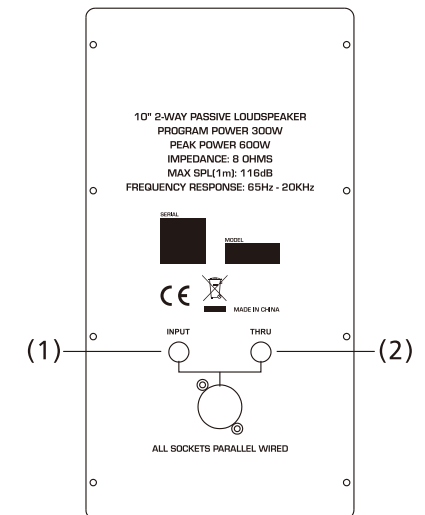 10" 2-WAY PASSIVE LOUDSPEAKER
PROGRAM POWER 300W
PEAK POWER 600W
IMPEDANCE: 8 OHMS
MAX SPL(1m): 116dB
FREQUENCY RESPONSE: 65Hz - 20KHz
SERIAL
MODEL
CE
MADE IN CHINA
INPUT THRU
(1) (2)
ALL SOCKETS PARALLEL WIRED